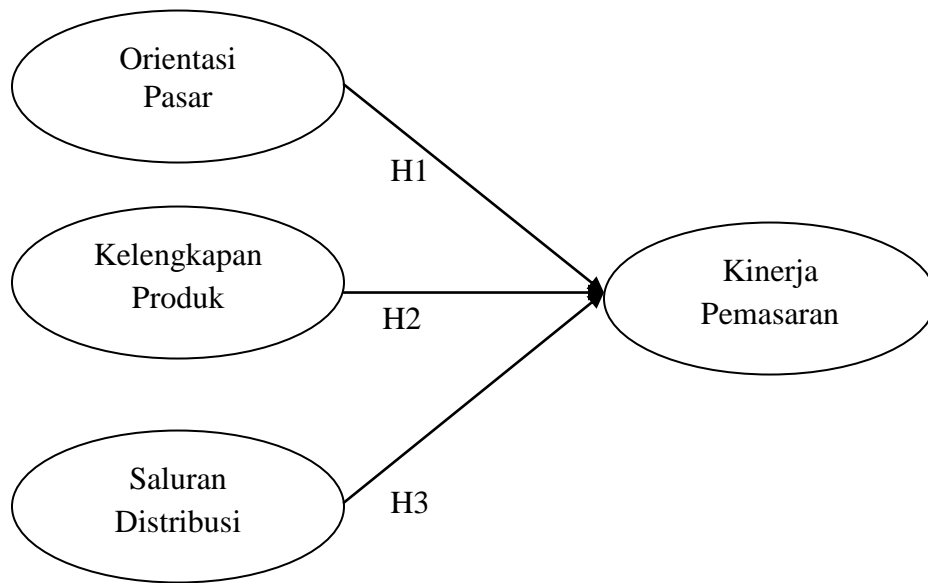 Orientasi
Pasar
H1
Kelengkapan
Produk
H2
Kinerja
Pemasaran
Saluran
Distribusi
H3